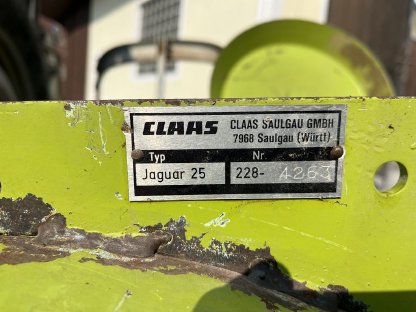 CLAAS CLAAS SAULGAU GMBH
7968 Saulgau (Württ)
Typ Nr.
Jaguar 25 228- 4263